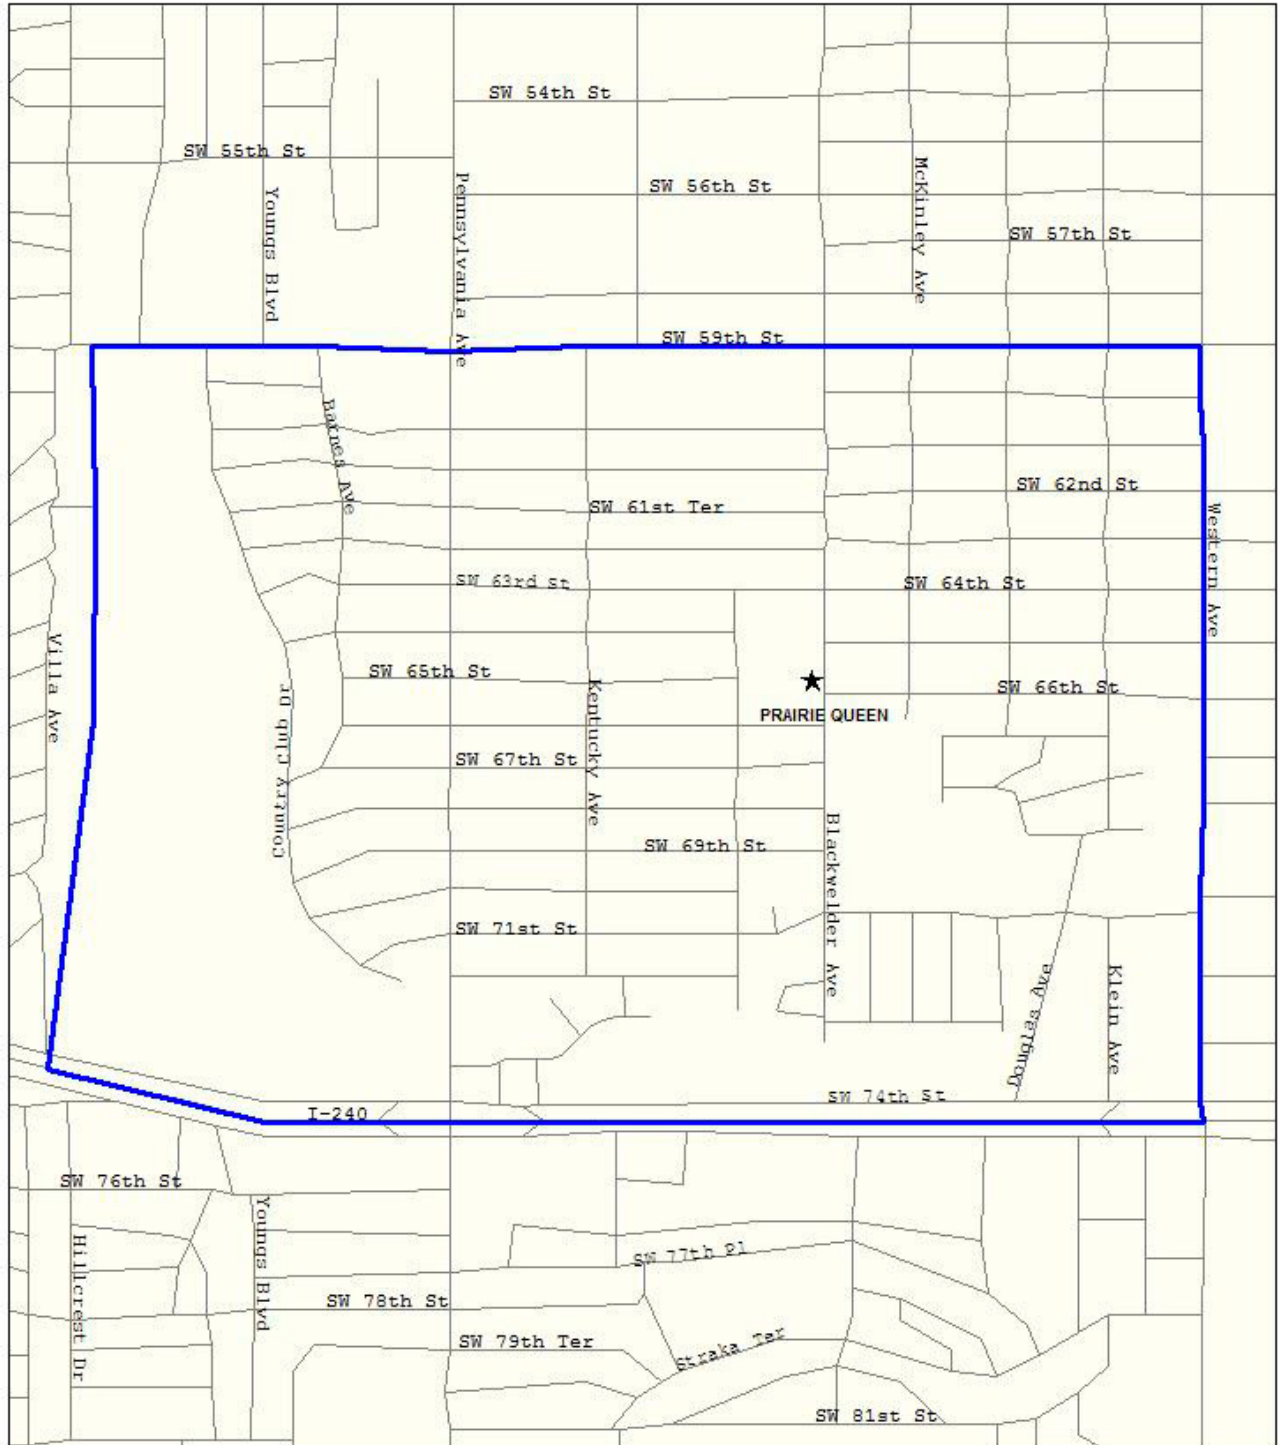 SW 54th St
SW 55th St
McKinley Ave
Pennsylvania Ave
SW 56th St
Youngs Blvd
SW 57th St
SW 59th St
Barnes Ave
SW 62nd St
SW 61st Ter
Western Ave
SW 63rd St
SW 64th St
Villa Ave
SW 65th St
Kentucky Ave
Country Club Dr
SW 66th St
PRAIRIE QUEEN
SW 67th St
Blackwelder Ave
SW 69th St
SW 71st St
Douglas Ave
Klein Ave
SW 74th St
I-240
SW 76th St
Youngs Blvd
Hillcrest Dr
SW 77th Pl
SW 78th St
SW 79th Ter
Straka Ter
SW 81st St